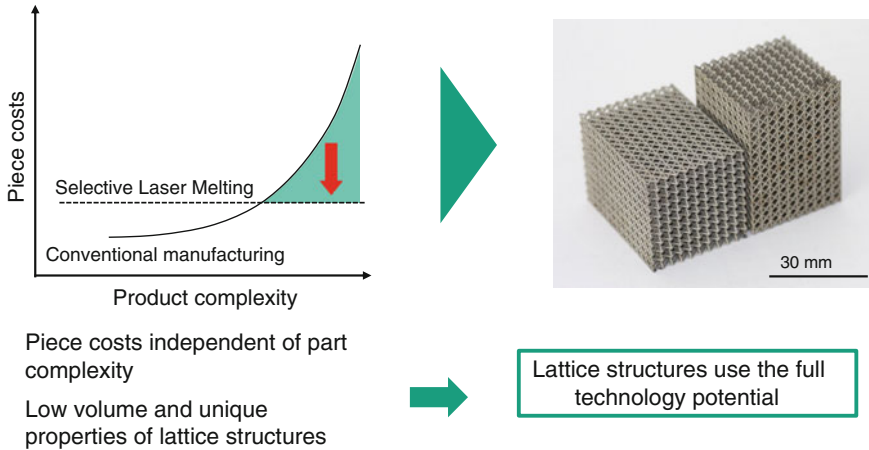 Piece costs
Selective Laser Melting
Conventional manufacturing
Product complexity
30 mm
Piece costs independent of part
complexity
Low volume and unique
properties of lattice structures
Lattice structures use the full
technology potential